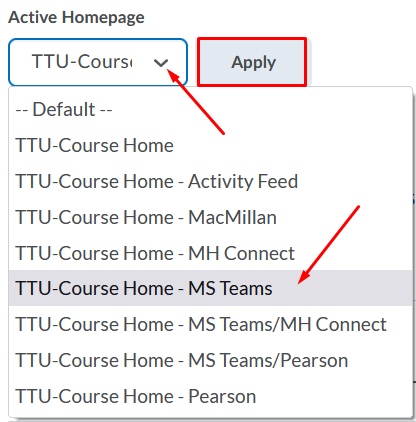 Active Homepage
TTU-Cours
Apply
-- Default --
TTU-Course Home
TTU-Course Home - Activity Feed
TTU-Course Home - MacMillan
TTU-Course Home - MH Connect
TTU-Course Home - MS Teams
TTU-Course Home - MS Teams/MH Connect
TTU-Course Home - MS Teams/Pearson
TTU-Course Home - Pearson